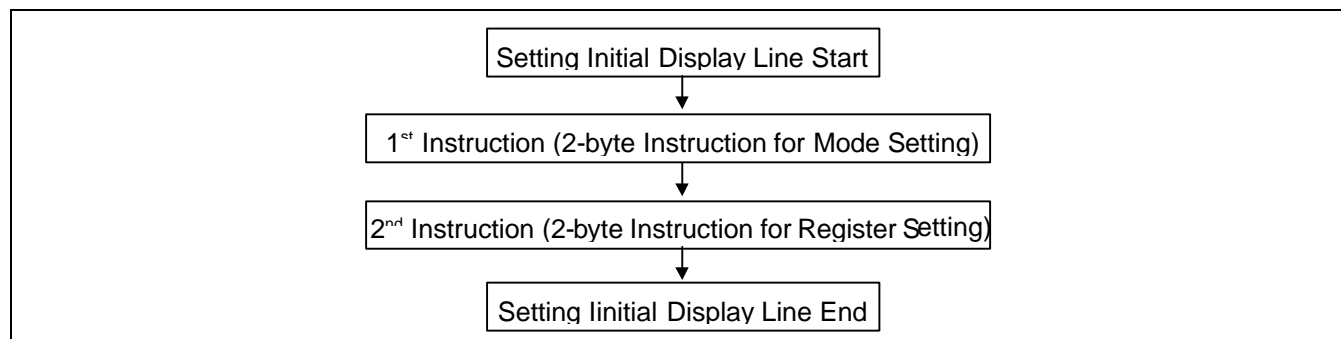 Setting Initial Display Line Start
1st Instruction (2-byte Instruction for Mode Setting)
2nd Instruction (2-byte Instruction for Register Setting)
Setting Iinitial Display Line End